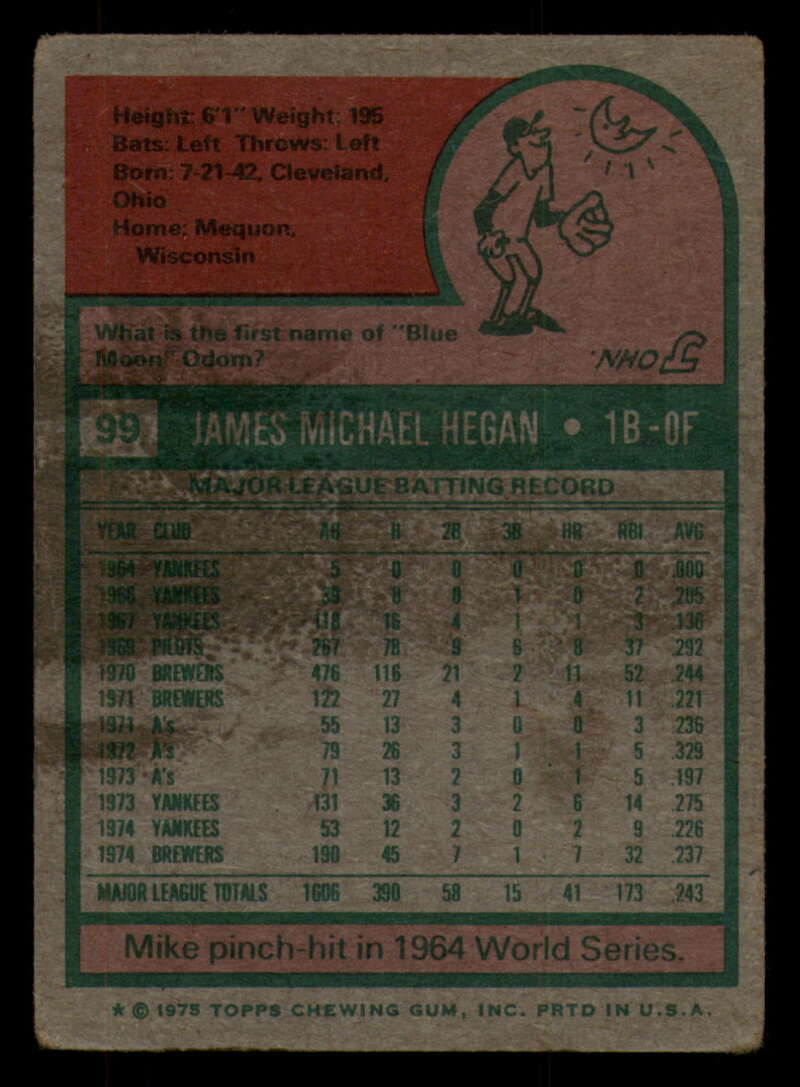 Height: 6'1" Weight: 195
Bats: Left Throws: Left
Born: 7-21-42, Cleveland,
Ohio
Home: Mequon,
Wisconsin
What is the first name of "Blue
Moon" Odom?
JOHN.
99 JAMES MICHAEL HEGAN • 1B-OF
MAJOR LEAGUE BATTING RECORD
YEAR CLUB AB H 2B 3B HR RBI AVG
1964 YANKEES 5 0 0 0 0 0 .000
1966 YANKEES 39 8 0 1 0 2 .205
1967 YANKEES 118 16 4 1 1 3 .136
1969 PILOTS 267 78 9 6 8 37 .292
1970 BREWERS 476 116 21 2 11 52 .244
1971 BREWERS 122 27 4 1 4 11 .221
1971 A's 55 13 3 0 0 3 .236
1972 A's 79 26 3 1 1 5 .329
1973 A's 71 13 2 0 1 5 .197
1973 YANKEES 131 36 3 2 6 14 .275
1974 YANKEES 53 12 2 0 2 9 .226
1974 BREWERS 190 45 7 1 7 32 .237
MAJOR LEAGUE TOTALS 1606 390 58 15 41 173 .243
Mike pinch-hit in 1964 World Series.
★ © 1975 TOPPS CHEWING GUM, INC. PRTD IN U.S.A.